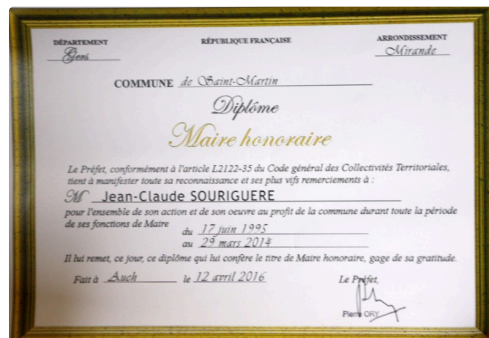 DÉPARTEMENT RÉPUBLIQUE FRANÇAISE ARRONDISSEMENT
Gers Mirande
COMMUNE de Saint-Martin
Diplôme
Maire honoraire
Le Préfet, conformément à l'article L2122-35 du Code général des Collectivités Territoriales,
tient à manifester toute sa reconnaissance et ses plus vifs remerciements à :
M Jean-Claude SOURIGUERE
pour l'ensemble de son action et de son oeuvre au profit de la commune durant toute la période
de ses fonctions de Maire du 17 juin 1995
au 29 mars 2014
Il lui remet, ce jour, ce diplôme qui lui confère le titre de Maire honoraire, gage de sa gratitude.
Fait à Auch le 12 avril 2016 Le Préfet,
Pierre ORY